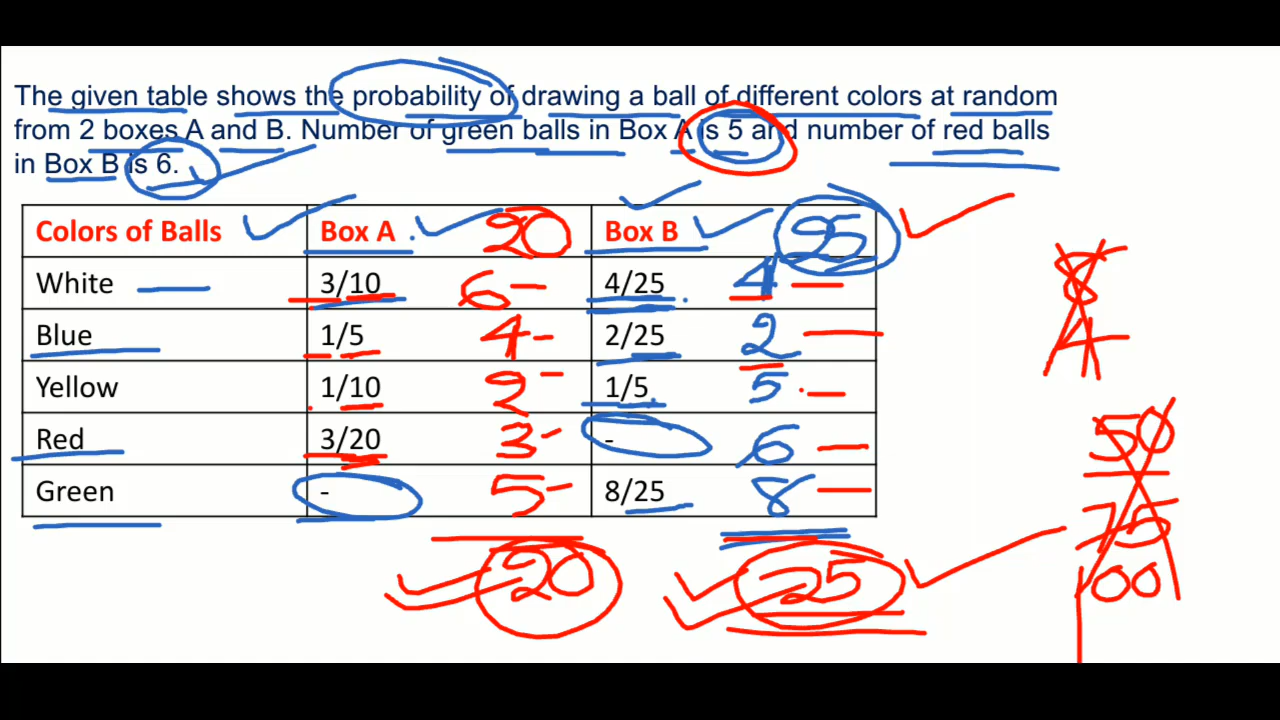 The given table shows the probability of drawing a ball of different colors at random
from 2 boxes A and B. Number of green balls in Box A is 5 and number of red balls
in Box B is 6.
Colors of Balls Box A 20 Box B 25
White 3/10 6 4/25 4
Blue 1/5 4 2/25 2
Yellow 1/10 2 1/5 5
Red 3/20 3 - 6
Green - 5 8/25 8
20 25
8
4
50
75
100